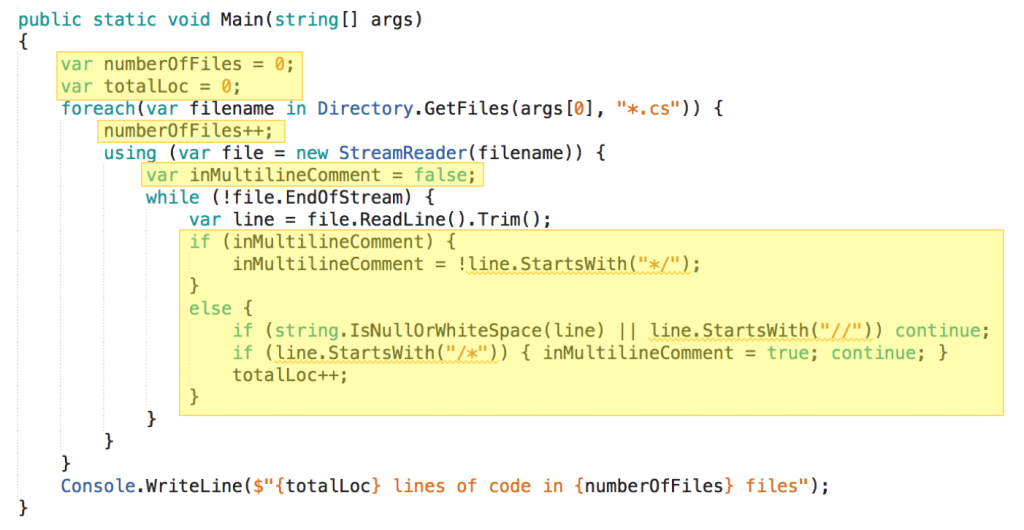 public static void Main(string[] args)
{
    var numberOfFiles = 0;
    var totalLoc = 0;
    foreach(var filename in Directory.GetFiles(args[0], "*.cs")) {
        numberOfFiles++;
        using (var file = new StreamReader(filename)) {
            var inMultilineComment = false;
            while (!file.EndOfStream) {
                var line = file.ReadLine().Trim();
                if (inMultilineComment) {
                    inMultilineComment = !line.StartsWith("*/");
                }
                else {
                    if (string.IsNullOrWhiteSpace(line) || line.StartsWith("//")) continue;
                    if (line.StartsWith("/*")) { inMultilineComment = true; continue; }
                    totalLoc++;
                }
            }
        }
    }
    Console.WriteLine($"{totalLoc} lines of code in {numberOfFiles} files");
}